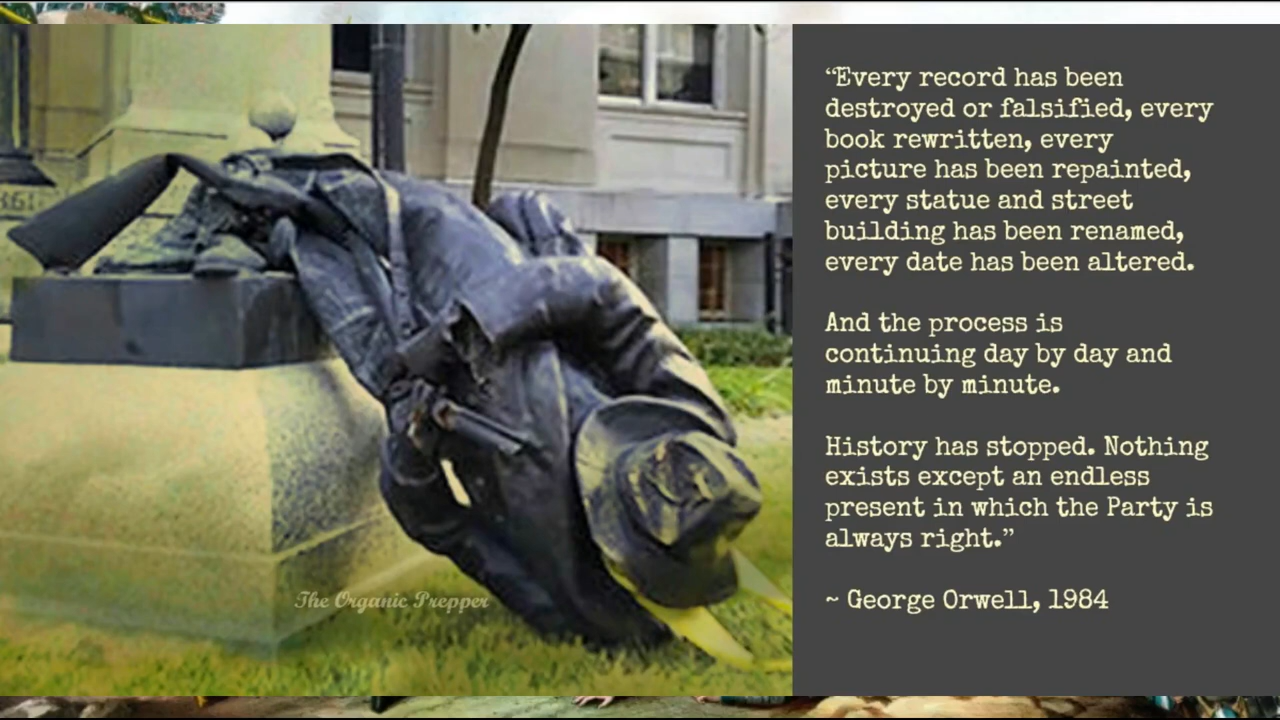 “Every record has been
destroyed or falsified, every
book rewritten, every
picture has been repainted,
every statue and street
building has been renamed,
every date has been altered.
And the process is
continuing day by day and
minute by minute.
History has stopped. Nothing
exists except an endless
present in which the Party is
always right.”
~ George Orwell, 1984
The Organic Prepper